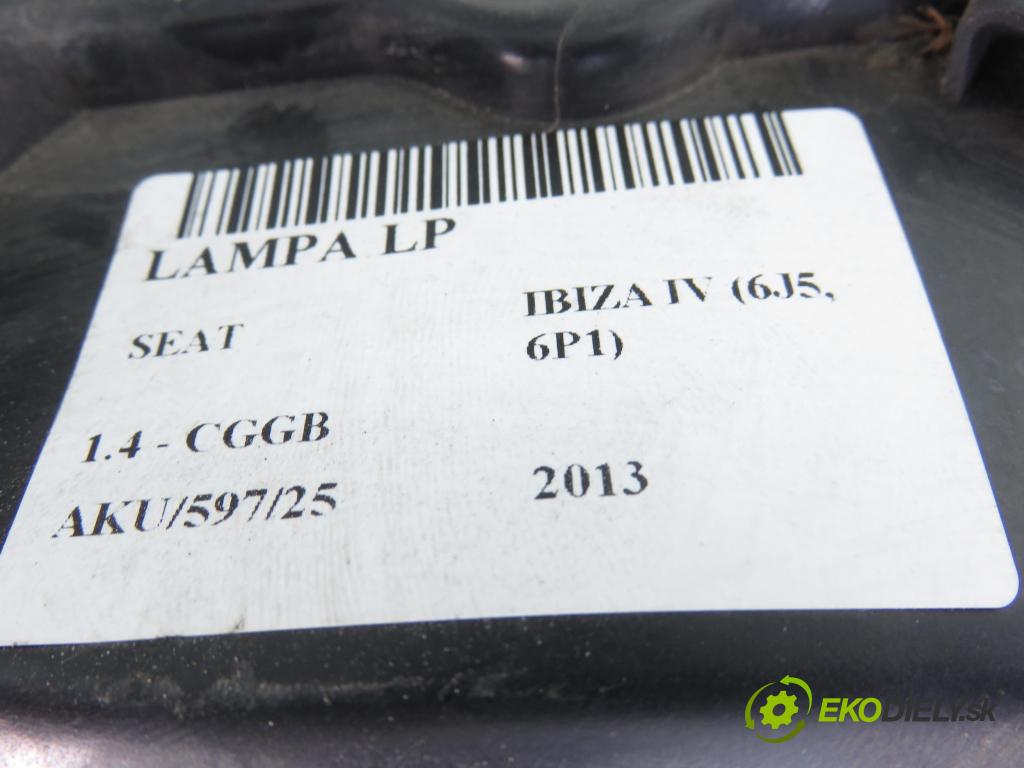 LAMPA LP
SEAT
IBIZA IV (6J5,
6P1)
1.4 - CGGB
AKU/597/25
2013
EKODIELY.sk